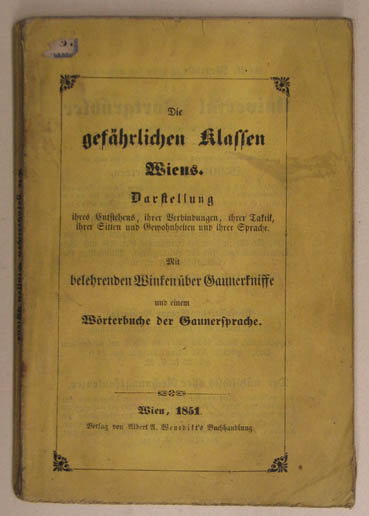 Die
gefährlichen Klassen
Wiens.
Darstellung
ihres Entstehens, ihrer Verbindungen, ihrer Taktik,
ihrer Sitten und Gewohnheiten und ihrer Sprache.
Mit
belehrenden Winken über Gaunerkniffe
und einem
Wörterbuche der Gaunersprache.
Wien, 1851.
Verlag von Albert A. Wenedikt's Buchhandlung.